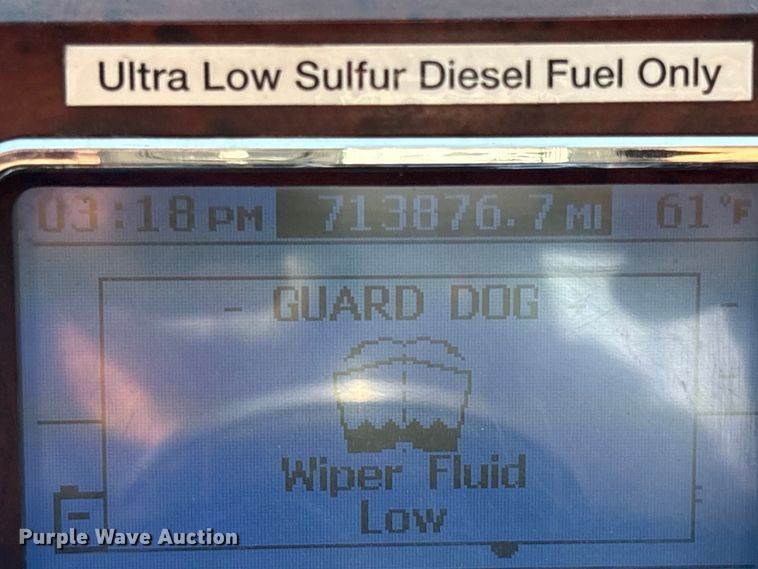 Ultra Low Sulfur Diesel Fuel Only
03:18 PM 713876.7 MI 61°F
- GUARD DOG -
Wiper Fluid
Low
Purple Wave Auction